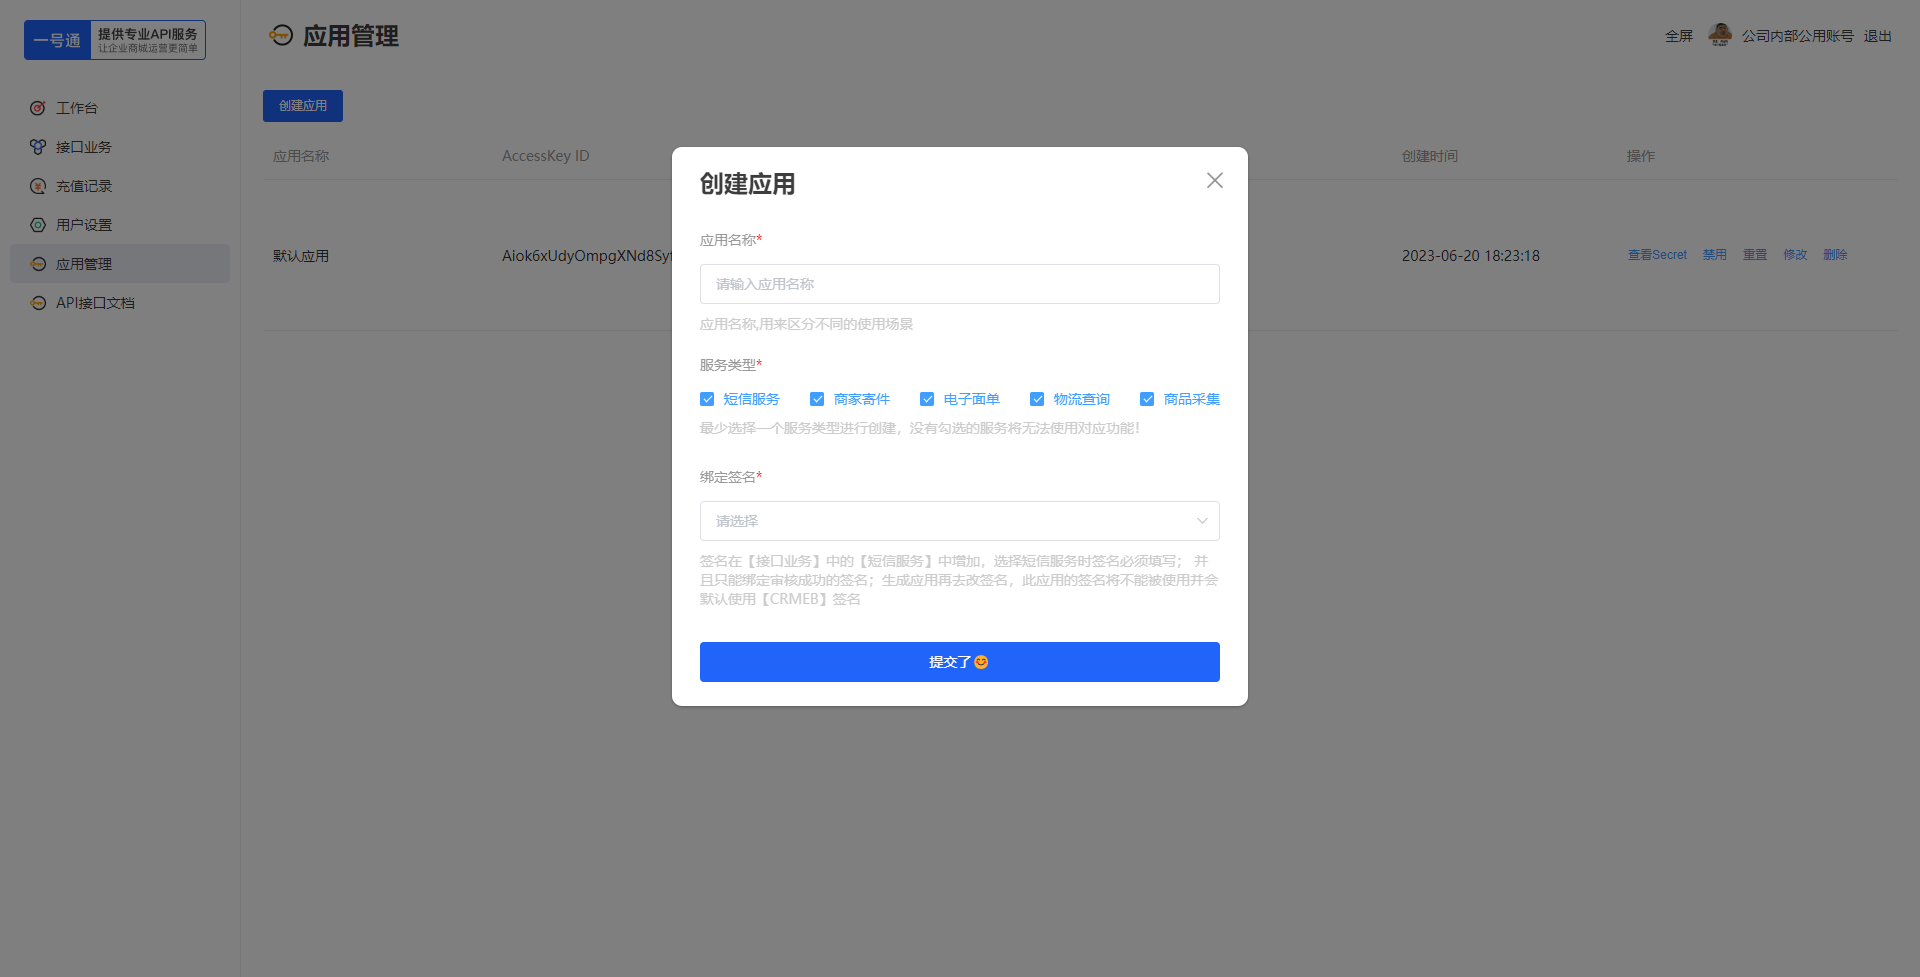 一号通
提供专业API服务
让企业商城运营更简单
应用管理
全屏
公司内部公用账号
退出
工作台
接口业务
充值记录
用户设置
应用管理
API接口文档
创建应用
应用名称
AccessKey ID
创建时间
操作
默认应用
2023-06-20 18:23:18
查看Secret
禁用
重置
修改
删除
创建应用
应用名称*
请输入应用名称
应用名称,用来区分不同的使用场景
服务类型*
短信服务
商家寄件
电子面单
物流查询
商品采集
最少选择一个服务类型进行创建，没有勾选的服务将无法使用对应功能！
绑定签名*
请选择
签名在【接口业务】中的【短信服务】中增加，选择短信服务时签名必须填写； 并
且只能绑定审核成功的签名；生成应用再去改签名，此应用的签名将不能被使用并会
默认使用【CRMEB】签名
提交了😊